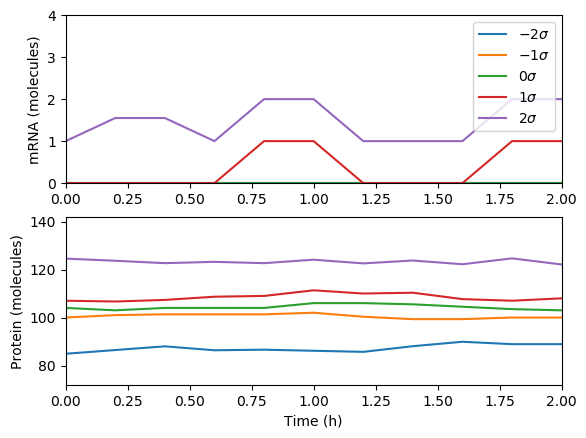 mRNA (molecules)
4
3
2
1
0
−2σ
−1σ
0σ
1σ
2σ
0.00 0.25 0.50 0.75 1.00 1.25 1.50 1.75 2.00
Protein (molecules)
140
120
100
80
0.00 0.25 0.50 0.75 1.00 1.25 1.50 1.75 2.00
Time (h)